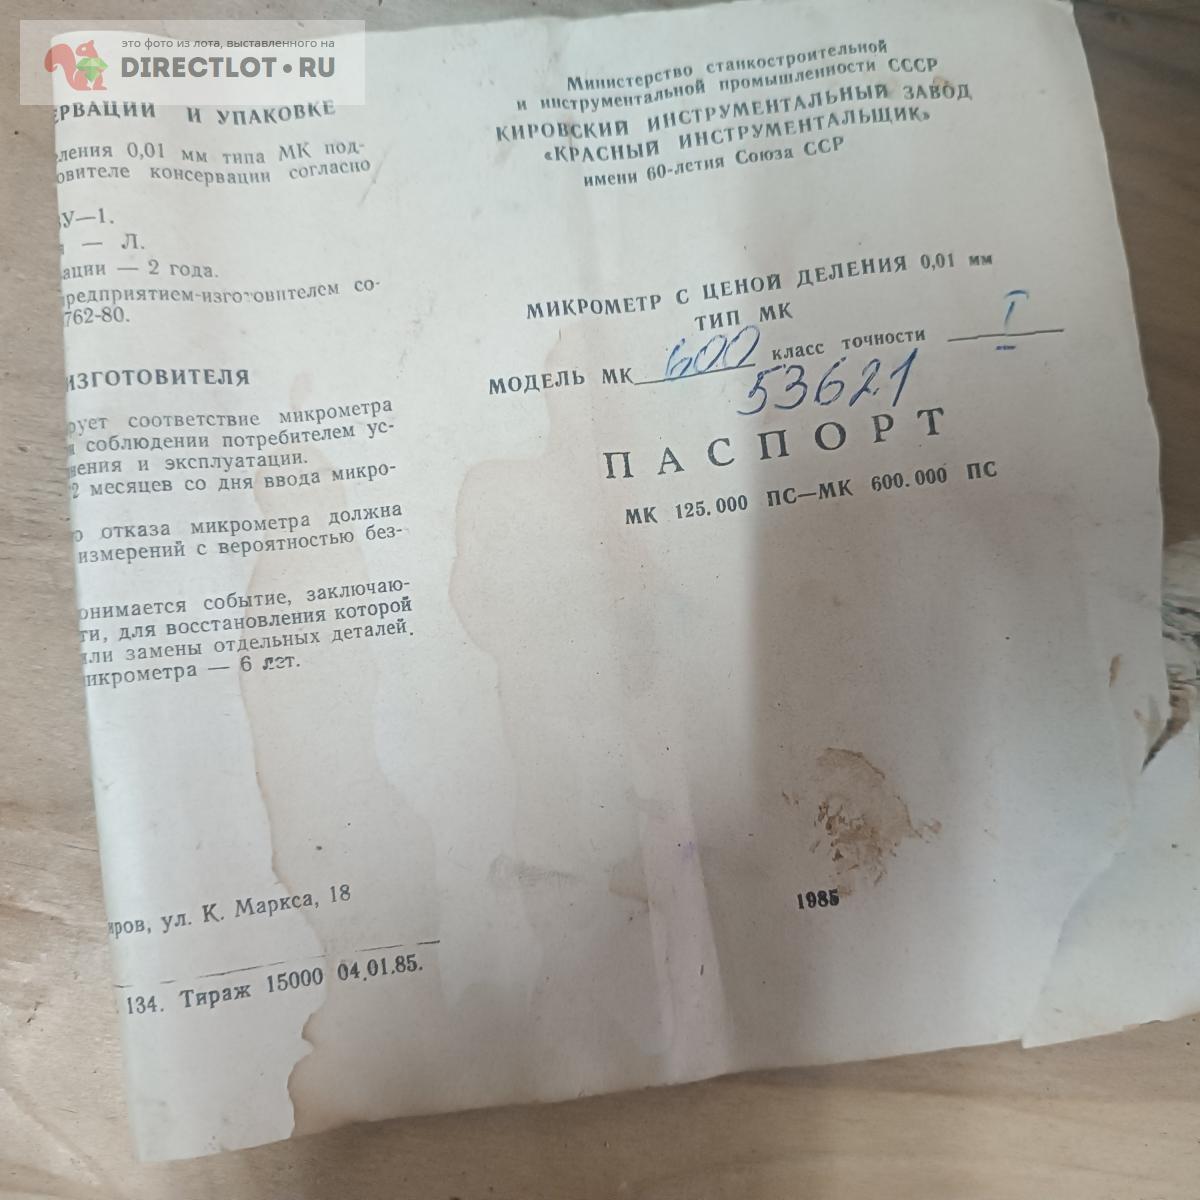 это фото из лота, выставленного на
DIRECTLOT.RU
ЕРВАЦИИ И УПАКОВКЕ
ления 0,01 мм типа МК под-
овителе консервации согласно
ВУ—1.
— Л.
ации — 2 года.
редприятием-изготовителем со-
762-80.
ИЗГОТОВИТЕЛЯ
рует соответствие микрометра
соблюдении потребителем ус-
нения и эксплуатации.
2 месяцев со дня ввода микро-
о отказа микрометра должна
измерений с вероятностью без-
онимается событие, заключаю-
ти, для восстановления которой
или замены отдельных деталей.
икрометра — 6 лет.
иров, ул. К. Маркса, 18
134. Тираж 15000 04.01.85.
Министерство станкостроительной
и инструментальной промышленности СССР
КИРОВСКИЙ ИНСТРУМЕНТАЛЬНЫЙ ЗАВОД
«КРАСНЫЙ ИНСТРУМЕНТАЛЬЩИК»
имени 60-летия Союза ССР
МИКРОМЕТР С ЦЕНОЙ ДЕЛЕНИЯ 0,01 мм
ТИП МК
МОДЕЛЬ МК 600 класс точности I
53621
ПАСПОРТ
МК 125.000 ПС—МК 600.000 ПС
1985